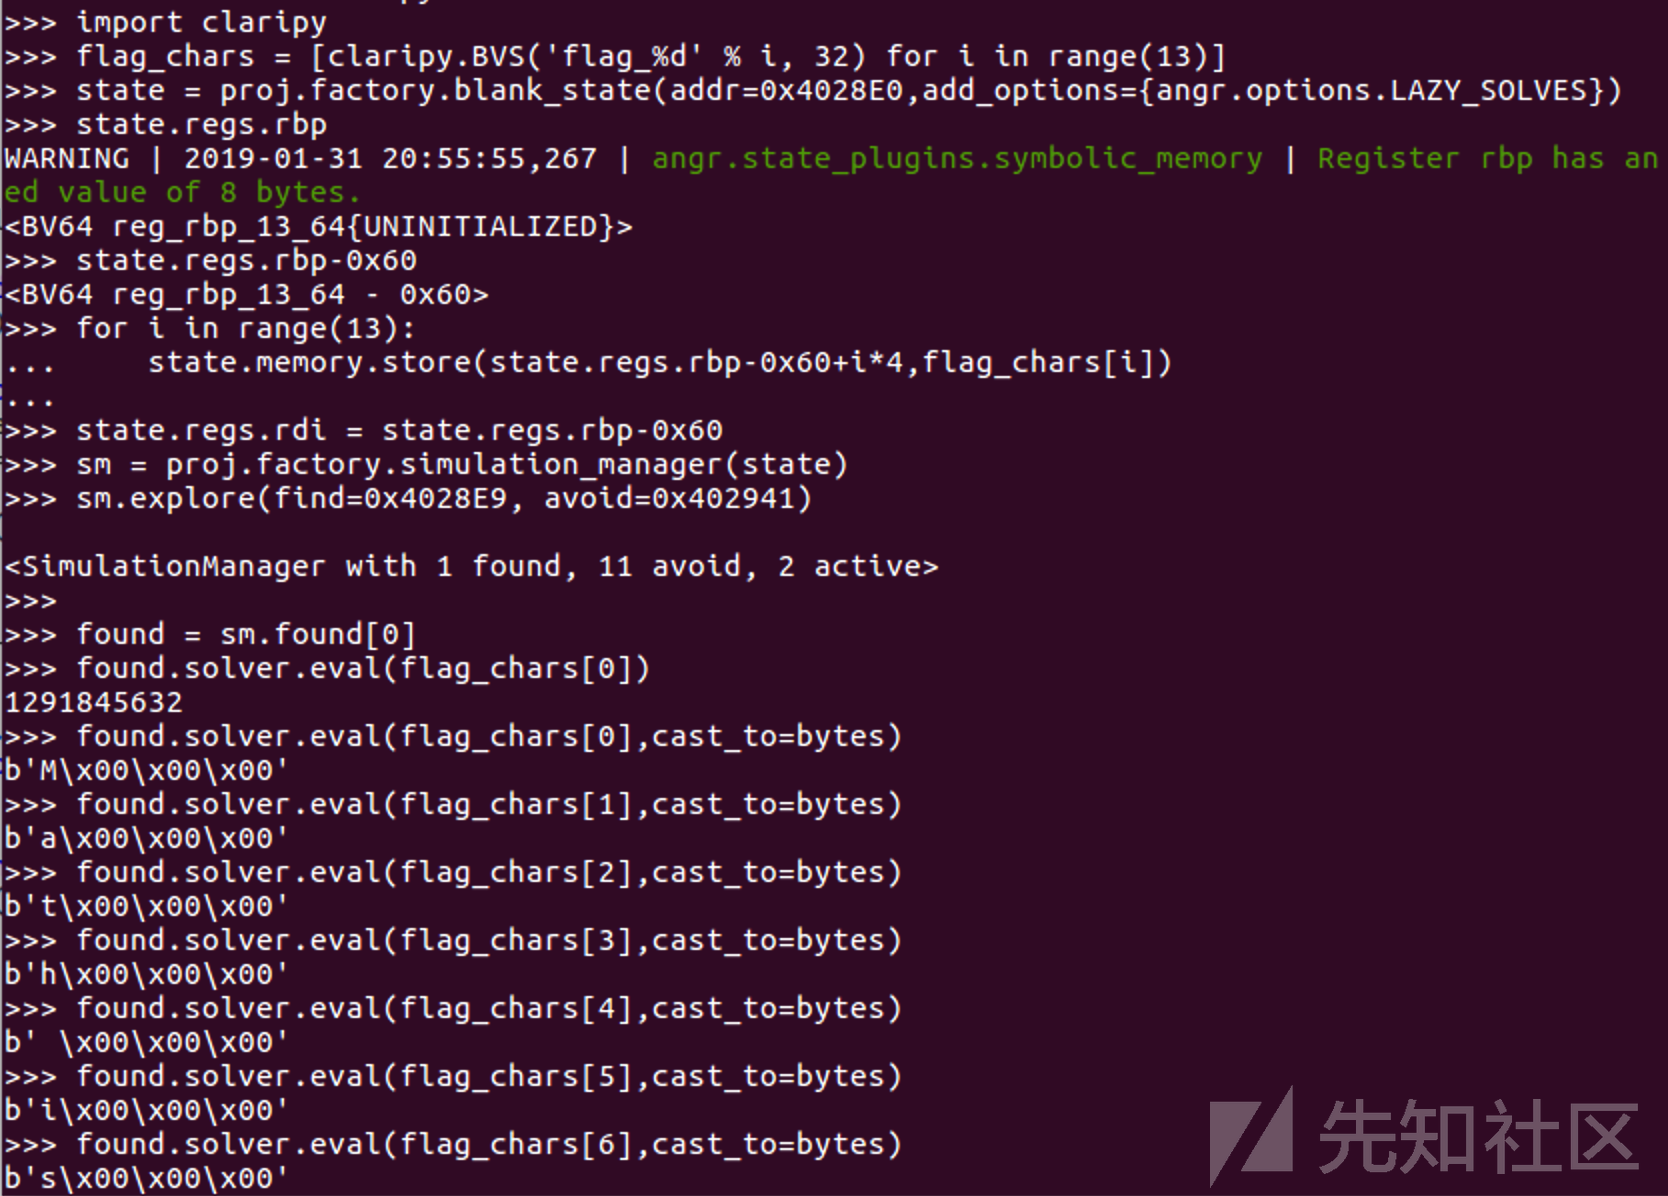 >>> import claripy
>>> flag_chars = [claripy.BVS('flag_%d' % i, 32) for i in range(13)]
>>> state = proj.factory.blank_state(addr=0x4028E0,add_options={angr.options.LAZY_SOLVES})
>>> state.regs.rbp
WARNING | 2019-01-31 20:55:55,267 | angr.state_plugins.symbolic_memory | Register rbp has an
ed value of 8 bytes.
<BV64 reg_rbp_13_64{UNINITIALIZED}>
>>> state.regs.rbp-0x60
<BV64 reg_rbp_13_64 - 0x60>
>>> for i in range(13):
...     state.memory.store(state.regs.rbp-0x60+i*4,flag_chars[i])
...
>>> state.regs.rdi = state.regs.rbp-0x60
>>> sm = proj.factory.simulation_manager(state)
>>> sm.explore(find=0x4028E9, avoid=0x402941)
<SimulationManager with 1 found, 11 avoid, 2 active>
>>>
>>> found = sm.found[0]
>>> found.solver.eval(flag_chars[0])
1291845632
>>> found.solver.eval(flag_chars[0],cast_to=bytes)
b'M\x00\x00\x00'
>>> found.solver.eval(flag_chars[1],cast_to=bytes)
b'a\x00\x00\x00'
>>> found.solver.eval(flag_chars[2],cast_to=bytes)
b't\x00\x00\x00'
>>> found.solver.eval(flag_chars[3],cast_to=bytes)
b'h\x00\x00\x00'
>>> found.solver.eval(flag_chars[4],cast_to=bytes)
b' \x00\x00\x00'
>>> found.solver.eval(flag_chars[5],cast_to=bytes)
b'i\x00\x00\x00'
>>> found.solver.eval(flag_chars[6],cast_to=bytes)
b's\x00\x00\x00'
先知社区